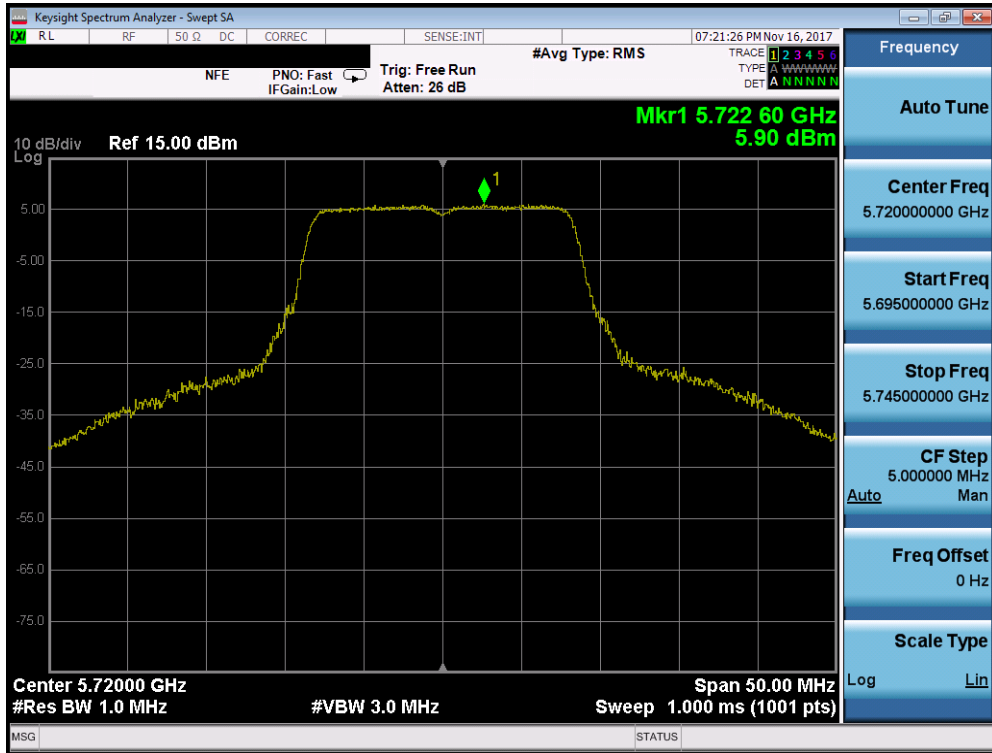 Keysight Spectrum Analyzer - Swept SA
LXI RL RF 50 Ω DC CORREC SENSE:INT 07:21:26 PM Nov 16, 2017
NFE PNO: Fast Trig: Free Run #Avg Type: RMS TRACE 1 2 3 4 5 6
IFGain:Low Atten: 26 dB TYPE A WWWWW
DET A N N N N N
Mkr1 5.722 60 GHz
5.90 dBm
10 dB/div Ref 15.00 dBm
Log
1
5.00
-5.00
-15.0
-25.0
-35.0
-45.0
-55.0
-65.0
-75.0
Center 5.72000 GHz Span 50.00 MHz
#Res BW 1.0 MHz #VBW 3.0 MHz Sweep 1.000 ms (1001 pts)
MSG STATUS
Frequency
Auto Tune
Center Freq
5.720000000 GHz
Start Freq
5.695000000 GHz
Stop Freq
5.745000000 GHz
CF Step
5.000000 MHz
Auto Man
Freq Offset
0 Hz
Scale Type
Log Lin